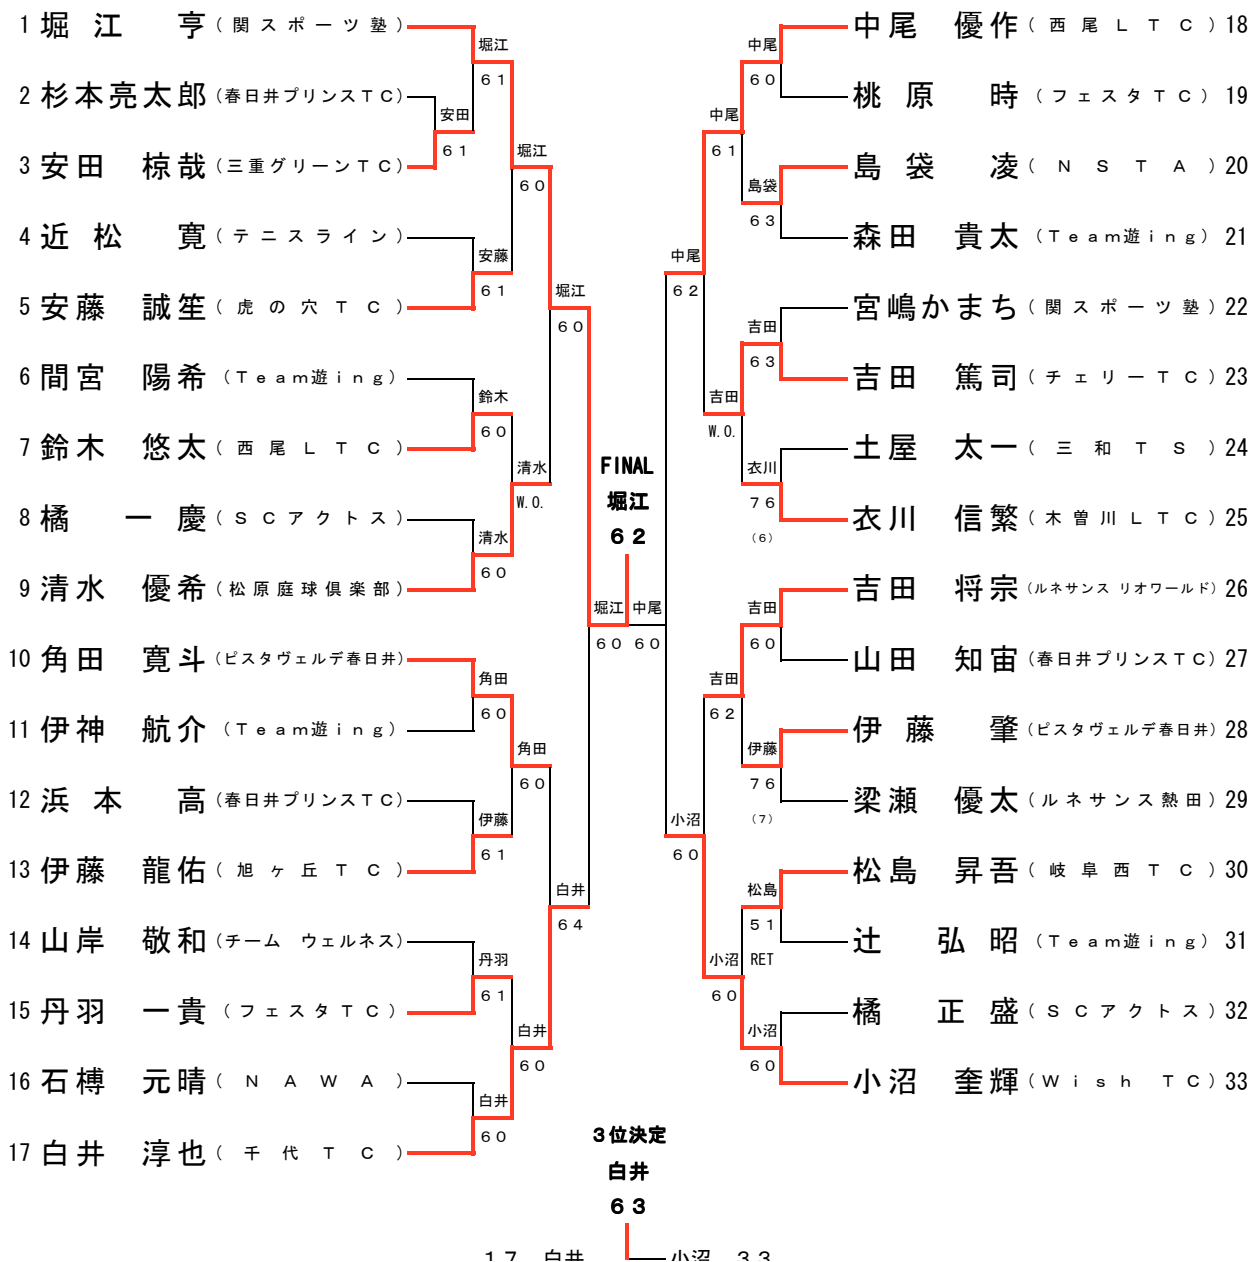 1 堀江 亨 (関スポーツ塾)
2 杉本亮太郎 (春日井プリンスTC)
3 安田 椋哉 (三重グリーンTC)
4 近松 寛 (テニスライン)
5 安藤 誠笙 (虎の穴TC)
6 間宮 陽希 (Team遊ing)
7 鈴木 悠太 (西尾LTC)
8 橘 一慶 (SCアクトス)
9 清水 優希 (松原庭球倶楽部)
10 角田 寛斗 (ピスタヴェルデ春日井)
11 伊神 航介 (Team遊ing)
12 浜本 高 (春日井プリンスTC)
13 伊藤 龍佑 (旭ヶ丘TC)
14 山岸 敬和 (チーム ウェルネス)
15 丹羽 一貴 (フェスタTC)
16 石榑 元晴 (NAWA)
17 白井 淳也 (千代TC)
安田
61
堀江
61
安藤
61
鈴木
60
清水
60
角田
60
伊藤
61
丹羽
61
白井
60
堀江
60
清水
W.O.
角田
60
白井
60
堀江
60
白井
64
堀江
60
FINAL
堀江
62
中尾
60
中尾
62
小沼
60
中尾
61
吉田
W.O.
吉田
62
小沼
60
中尾
60
島袋
63
吉田
63
衣川
76
(6)
吉田
60
伊藤
76
(7)
松島
51
RET
小沼
60
中尾 優作 (西尾LTC) 18
桃原 時 (フェスタTC) 19
島袋 凌 (NSTA) 20
森田 貴太 (Team遊ing) 21
宮嶋かまち (関スポーツ塾) 22
吉田 篤司 (チェリーTC) 23
土屋 太一 (三和TS) 24
衣川 信繁 (木曽川LTC) 25
吉田 将宗 (ルネサンス リオワールド) 26
山田 知宙 (春日井プリンスTC) 27
伊藤 肇 (ピスタヴェルデ春日井) 28
梁瀬 優太 (ルネサンス熱田) 29
松島 昇吾 (岐阜西TC) 30
辻 弘昭 (Team遊ing) 31
橘 正盛 (SCアクトス) 32
小沼 奎輝 (Wish TC) 33
3位決定
白井
63
17 白井 小沼 33